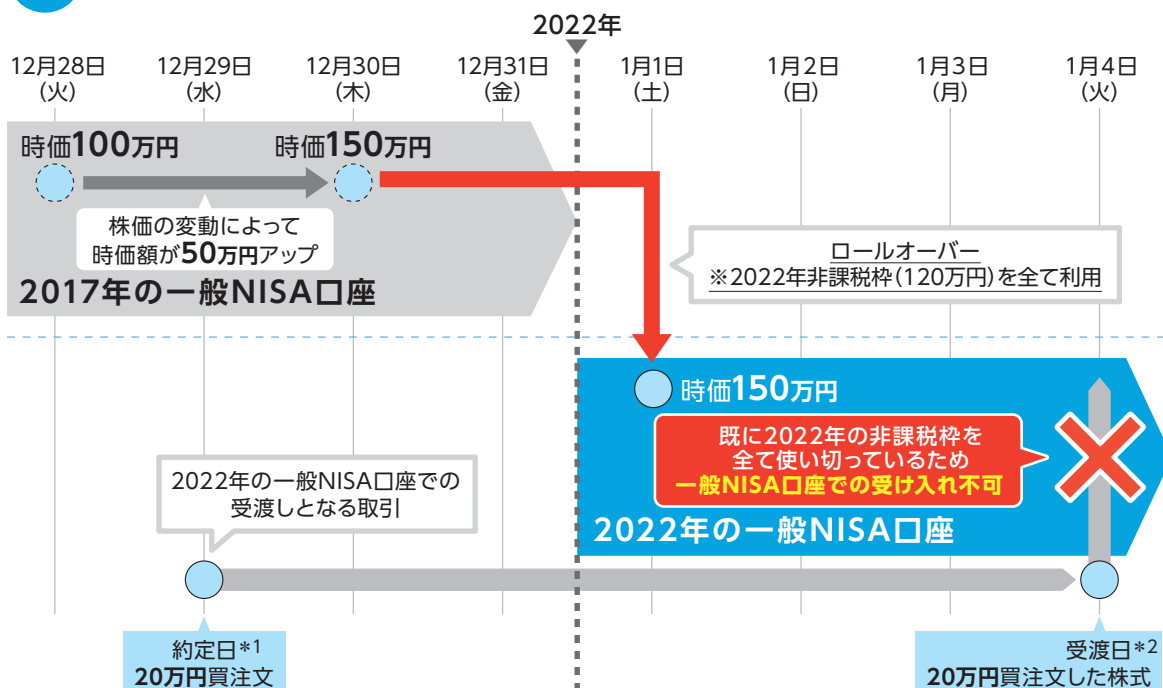 2022年
12月28日
(火)
12月29日
(水)
12月30日
(木)
12月31日
(金)
1月1日
(土)
1月2日
(日)
1月3日
(月)
1月4日
(火)
時価100万円
時価150万円
株価の変動によって
時価額が50万円アップ
2017年の一般NISA口座
ロールオーバー
※2022年非課税枠(120万円)を全て利用
時価150万円
既に2022年の非課税枠を
全て使い切っているため
一般NISA口座での受け入れ不可
2022年の一般NISA口座での
受渡しとなる取引
2022年の一般NISA口座
約定日*1
20万円買注文
受渡日*2
20万円買注文した株式